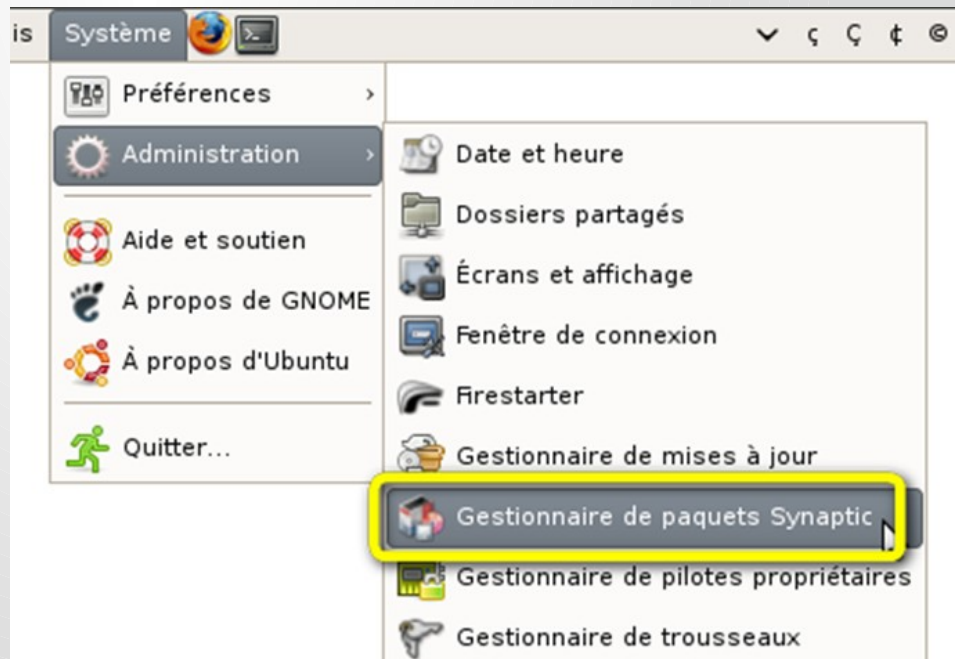 is Système ç Ç ¢ ©
Préférences
Administration
Date et heure
Dossiers partagés
Aide et soutien
Écrans et affichage
À propos de GNOME
Fenêtre de connexion
À propos d'Ubuntu
Firestarter
Quitter...
Gestionnaire de mises à jour
Gestionnaire de paquets Synaptic
Gestionnaire de pilotes propriétaires
Gestionnaire de trousseaux